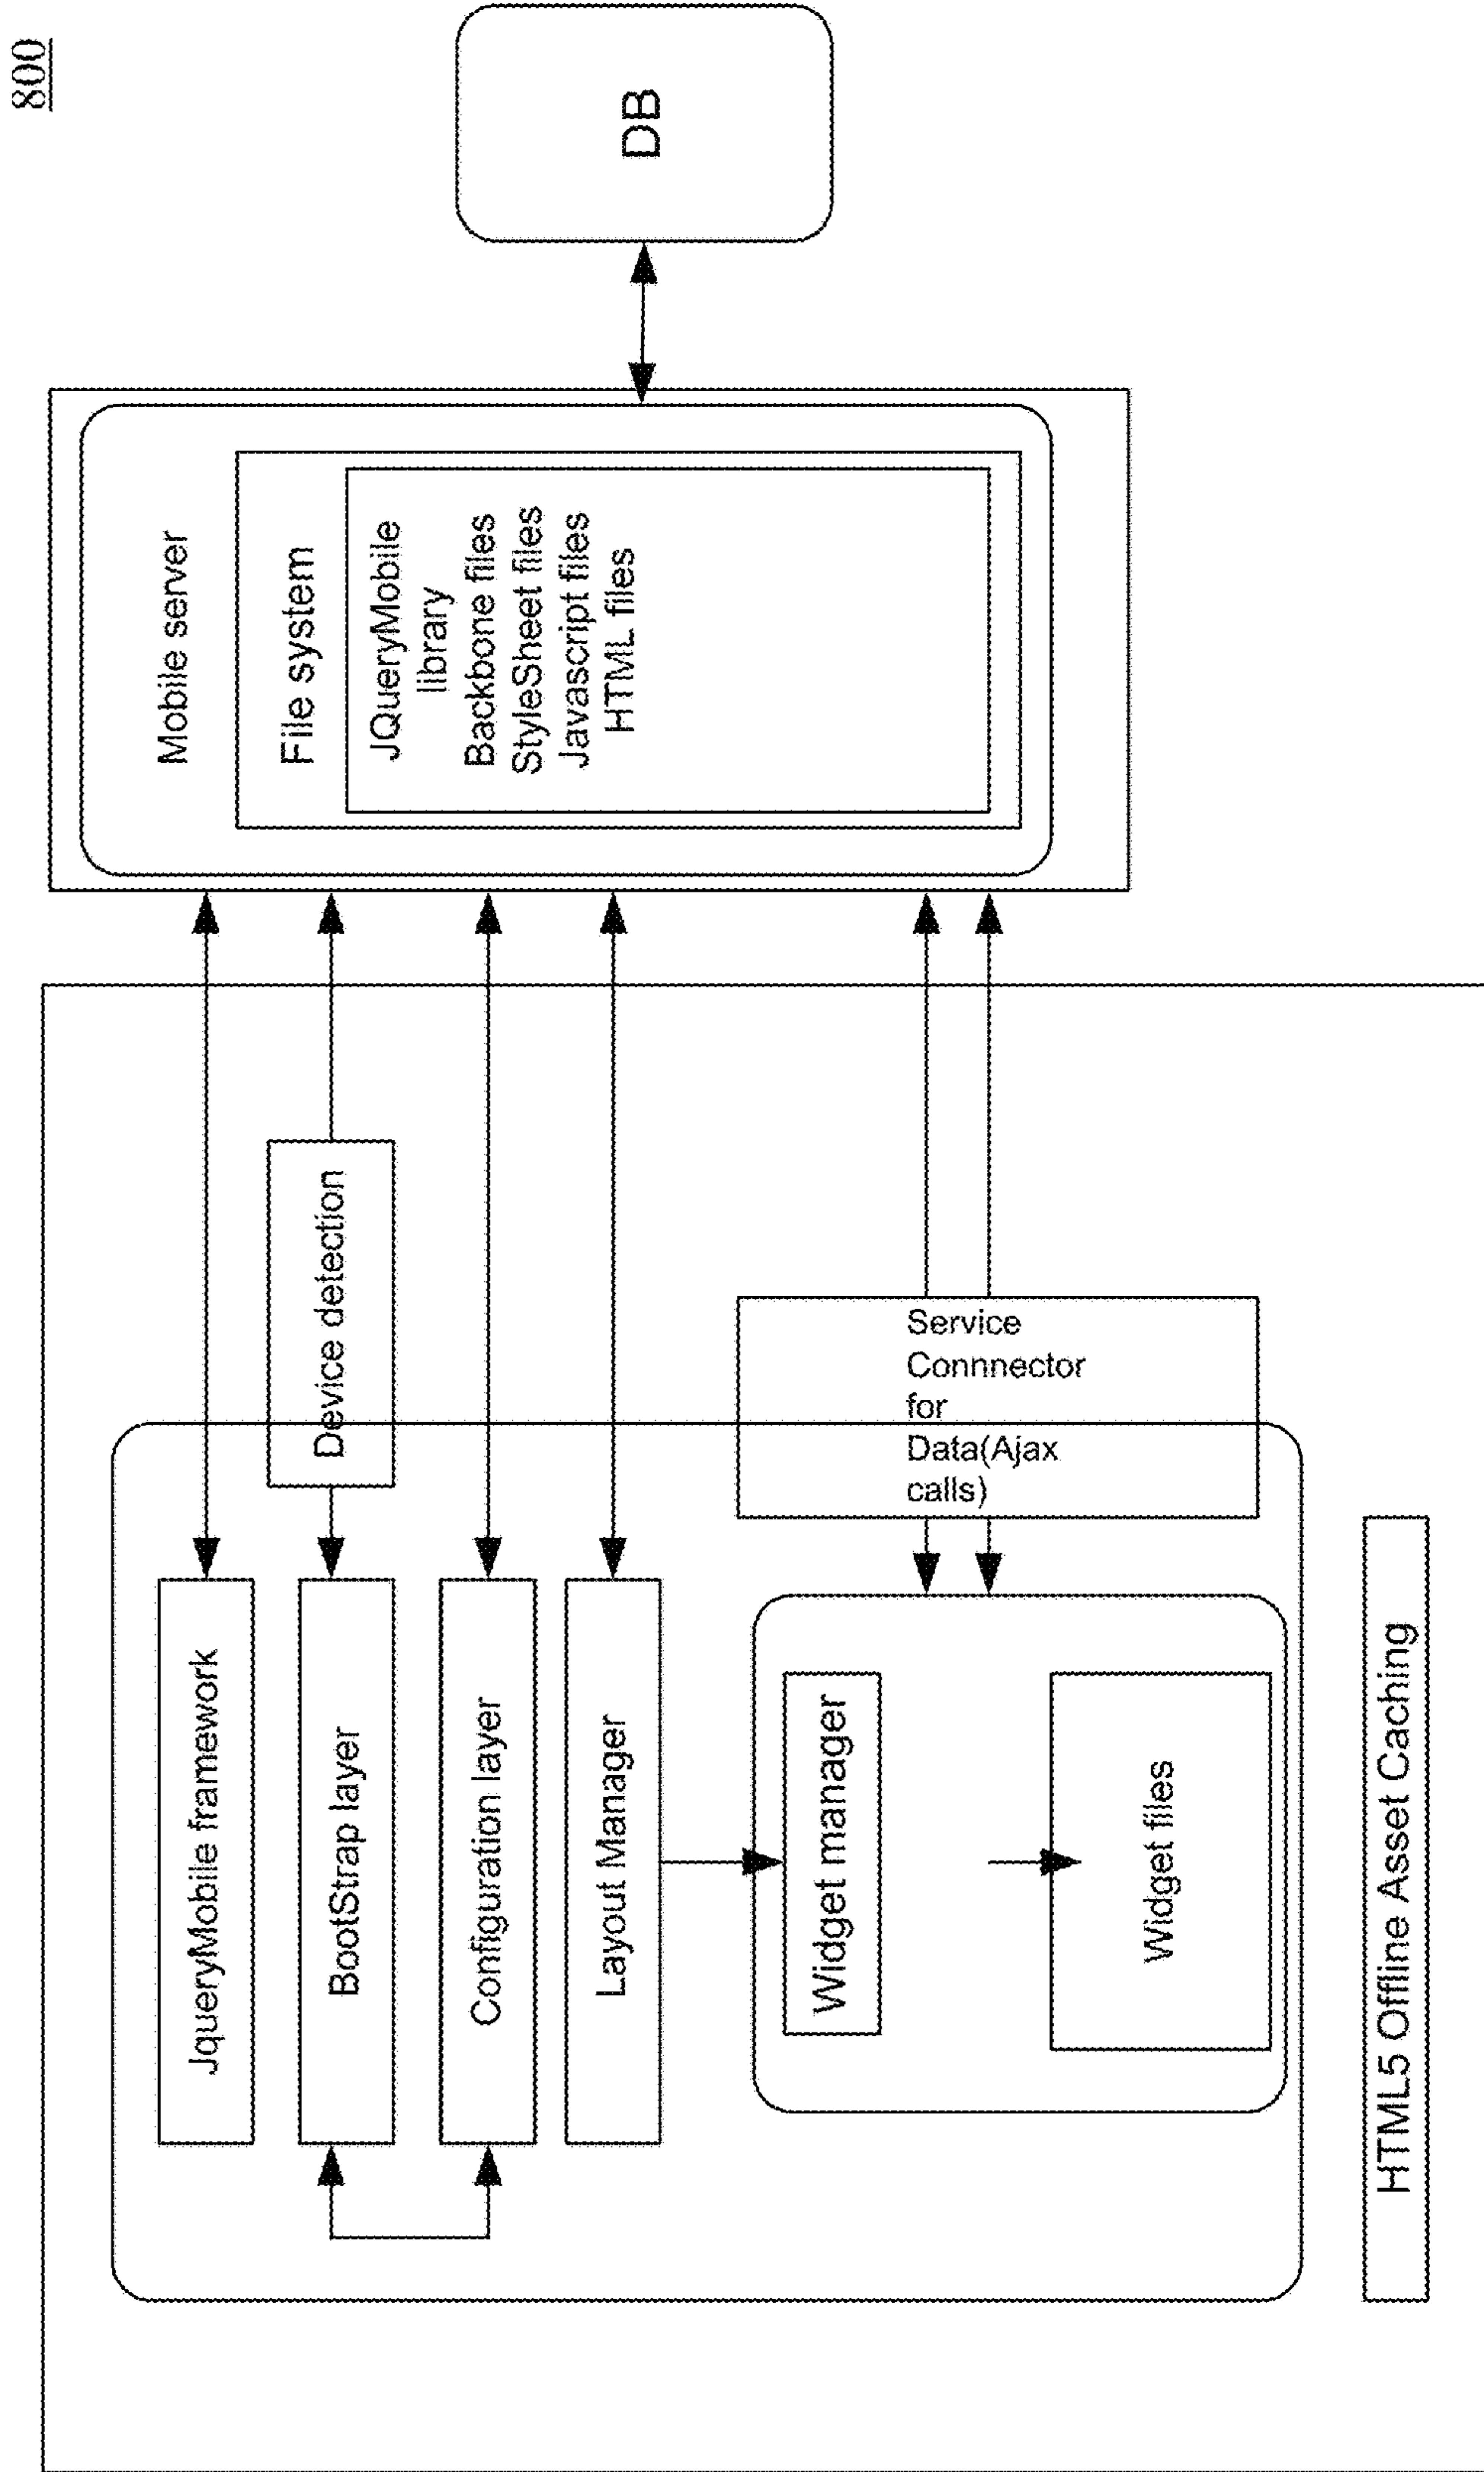 800
JqueryMobile framework
BootStrap layer
Configuration layer
Layout Manager
Widget manager
Widget files
Device detection
Service
Connnector
for
Data(Ajax
calls)
HTML5 Offline Asset Caching
Mobile server
File system
JQueryMobile
library
Backbone files
StyleSheet files
Javascript files
HTML files
DB